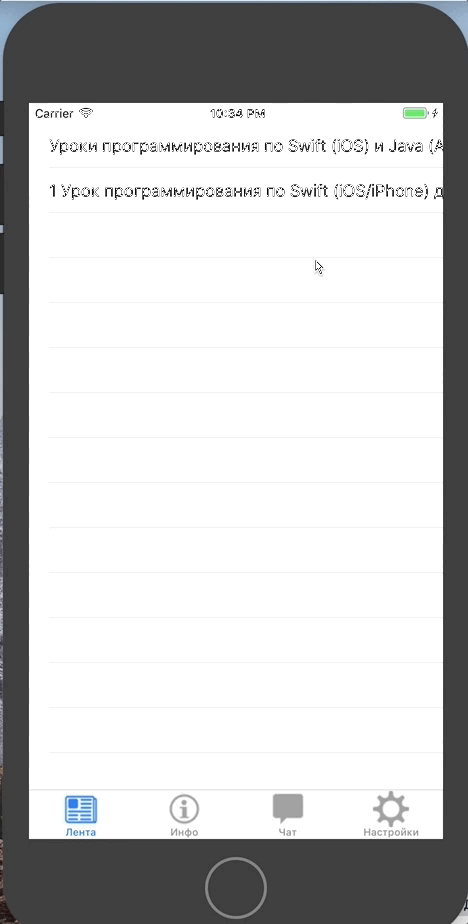 Carrier 10:34 PM
Уроки программирования по Swift (iOS) и Java (A
1 Урок программирования по Swift (iOS/iPhone) д
Лента Инфо Чат Настройки